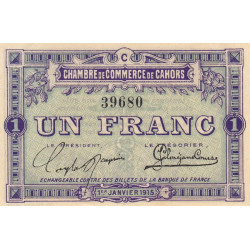 C
CHAMBRE DE COMMERCE DE CAHORS
39680
UN FRANC
1 1
LE PRÉSIDENT, LE TRÉSORIER,
ÉCHANGEABLE CONTRE DES BILLETS DE LA BANQUE DE FRANCE
1ER JANVIER 1915